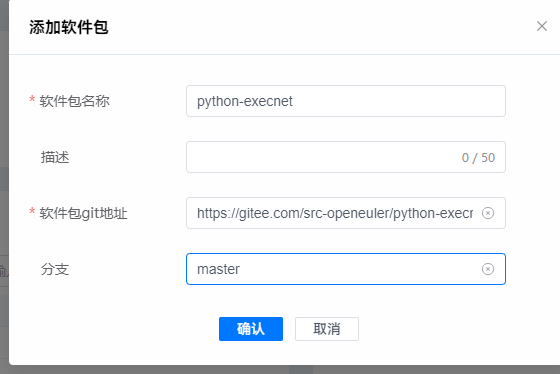 添加软件包
* 软件包名称 python-execnet
描述 0 / 50
* 软件包git地址 https://gitee.com/src-openeuler/python-execr
分支 master
确认 取消